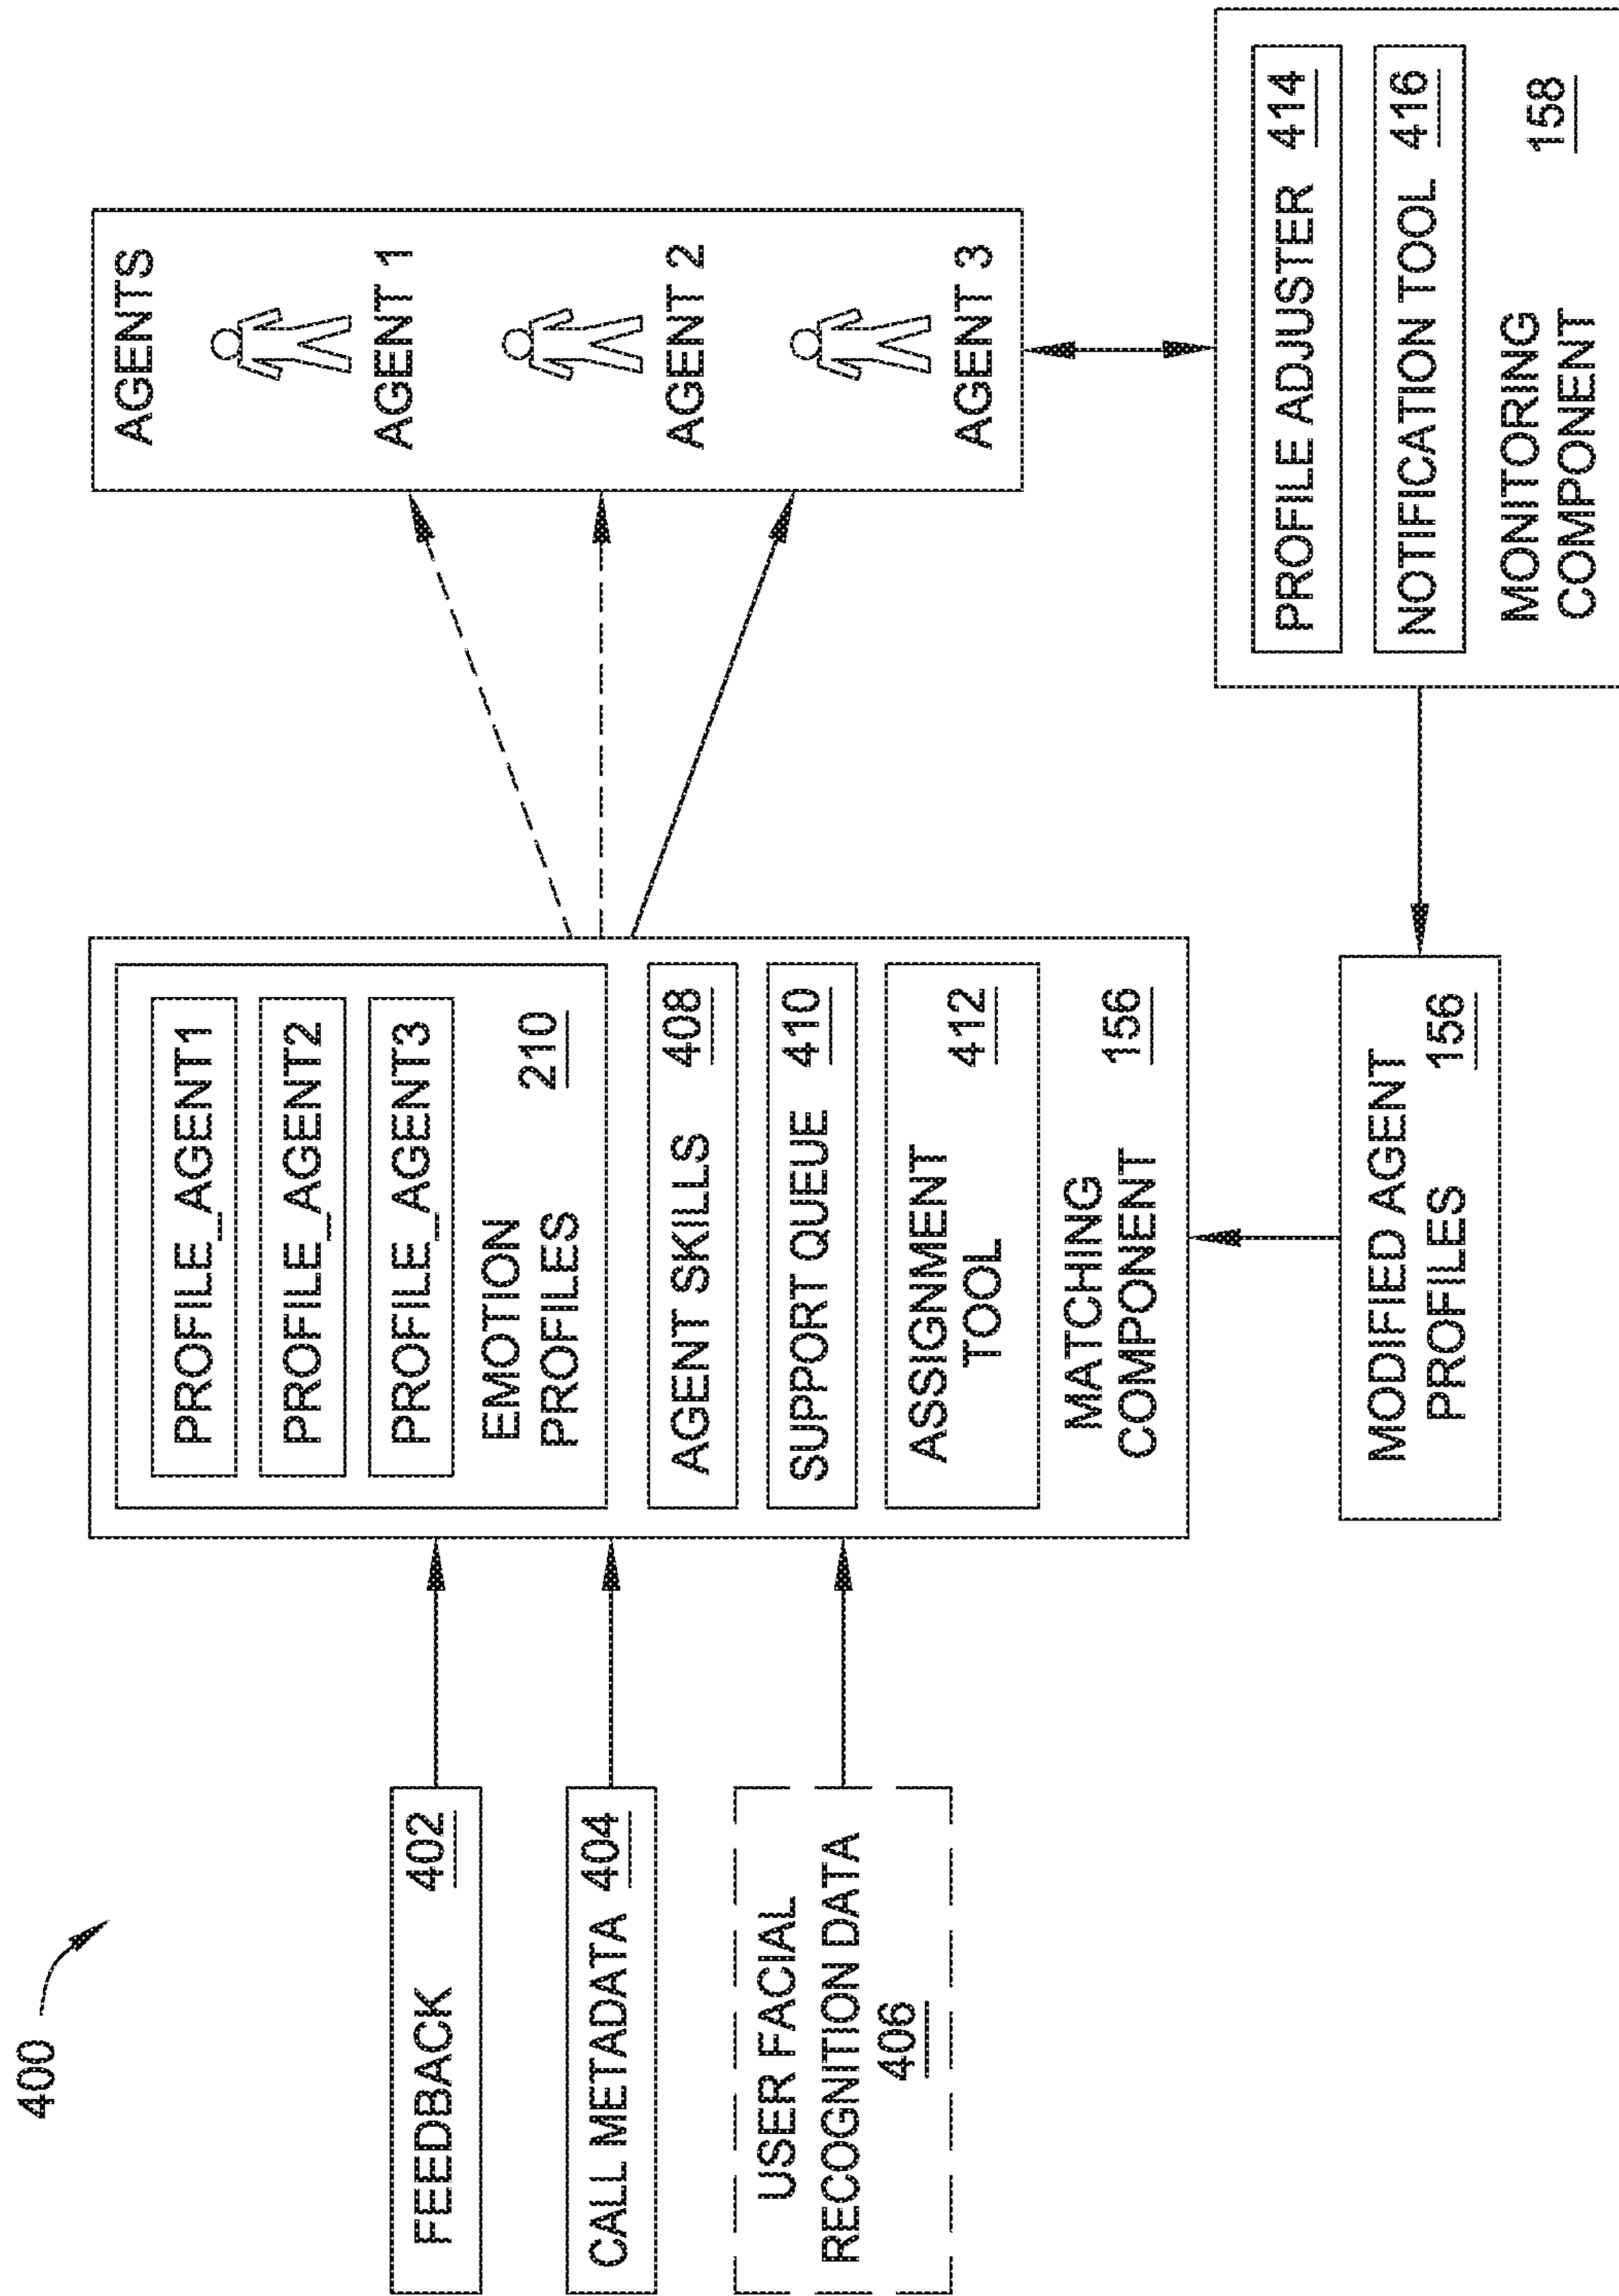 400
FEEDBACK 402
CALL METADATA 404
USER FACIAL
RECOGNITION DATA
406
PROFILE_AGENT1
PROFILE_AGENT2
PROFILE_AGENT3
EMOTION
PROFILES 210
AGENT SKILLS 408
SUPPORT QUEUE 410
ASSIGNMENT
TOOL 412
MATCHING
COMPONENT 156
MODIFIED AGENT
PROFILES 156
AGENTS
AGENT 1
AGENT 2
AGENT 3
PROFILE ADJUSTER 414
NOTIFICATION TOOL 416
MONITORING
COMPONENT 158